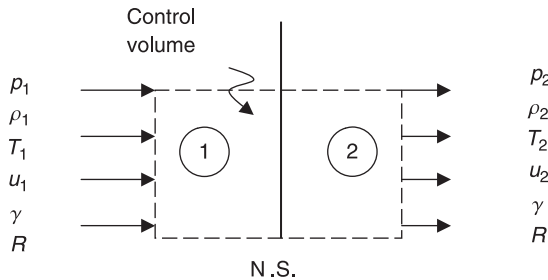 Control
volume
p₁
ρ₁
T₁
u₁
γ
R
1
2
p₂
ρ₂
T₂
u₂
γ
R
N.S.